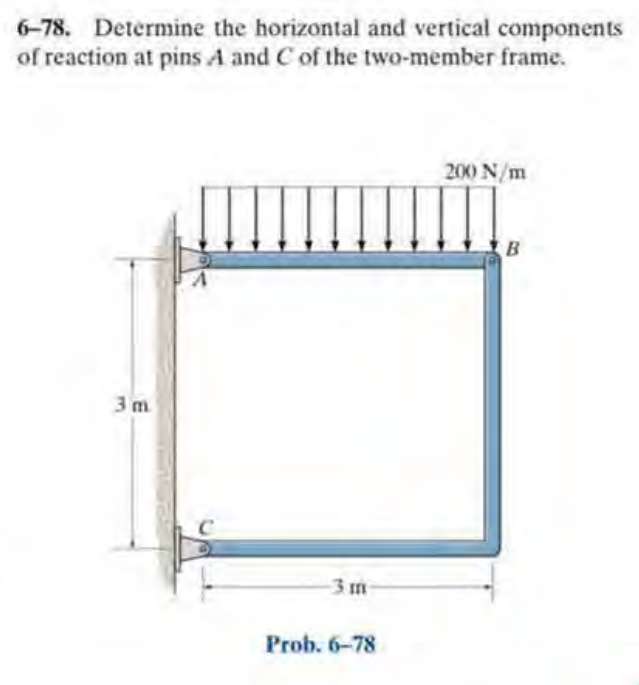 6–78. Determine the horizontal and vertical components
of reaction at pins A and C of the two-member frame.
200 N/m
B
A
3 m
C
3 m
Prob. 6–78